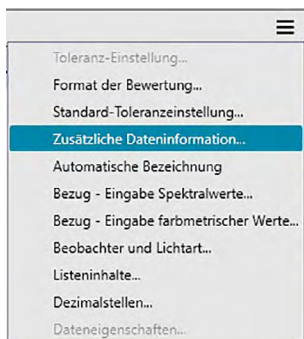 Toleranz-Einstellung...
Format der Bewertung...
Standard-Toleranzeinstellung...
Zusätzliche Dateninformation...
Automatische Bezeichnung
Bezug - Eingabe Spektralwerte...
Bezug - Eingabe farbmetrischer Werte...
Beobachter und Lichtart...
Listeninhalte...
Dezimalstellen...
Dateneigenschaften...